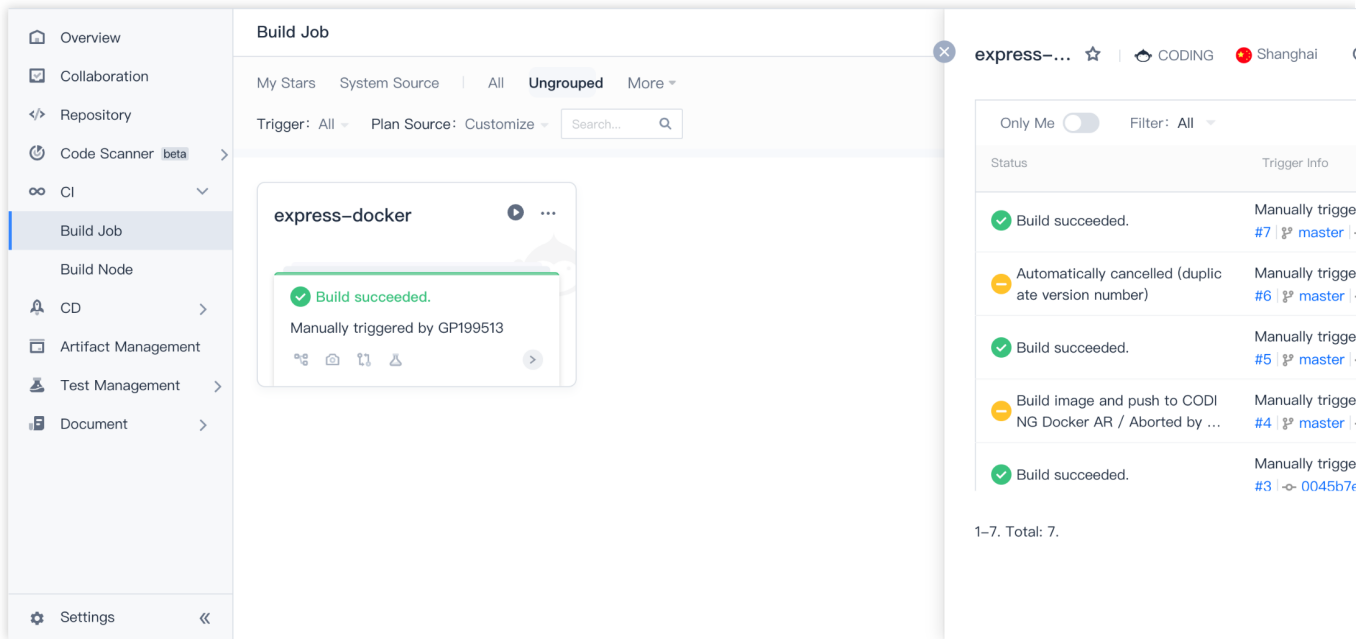 Overview
Collaboration
Repository
Code Scanner beta
CI
Build Job
Build Node
CD
Artifact Management
Test Management
Document
Settings
Build Job
My Stars System Source All Ungrouped More
Trigger: All Plan Source: Customize Search...
express-docker
Build succeeded.
Manually triggered by GP199513
express-... CODING Shanghai
Only Me Filter: All
Status Trigger Info
Build succeeded.
Manually trigge
#7 master
Automatically cancelled (duplic
ate version number)
Manually trigge
#6 master
Build succeeded.
Manually trigge
#5 master
Build image and push to CODI
NG Docker AR / Aborted by ...
Manually trigge
#4 master
Build succeeded.
Manually trigge
#3 0045b7e
1-7. Total: 7.